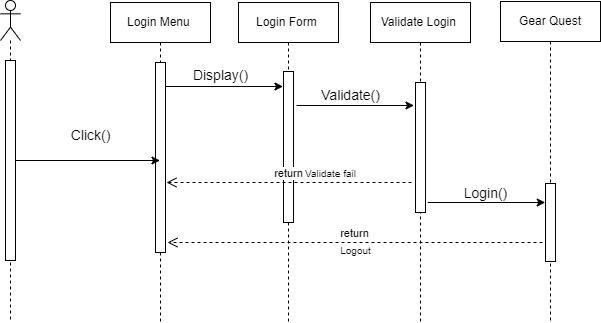 Login Menu
Login Form
Validate Login
Gear Quest
Display()
Validate()
Click()
return Validate fail
Login()
return
Logout